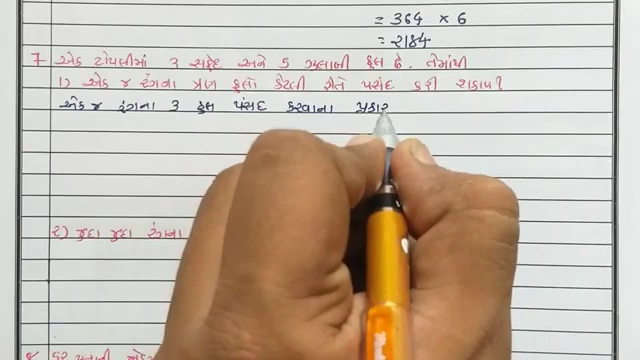 = 364 × 6
= २१८४
7 એક ટોપલીમાં 3 સફેદ અને 5 ગુલાબી ફૂલ છે. તેમાંથી
1) એક જ રંગના ત્રણ ફુલો કેટલી રીતે પસંદ કરી શકાય?
એક જ રંગના 3 ફુલ પસંદ કરવાના પ્રકાર
2) જુદા જુદા રંગના